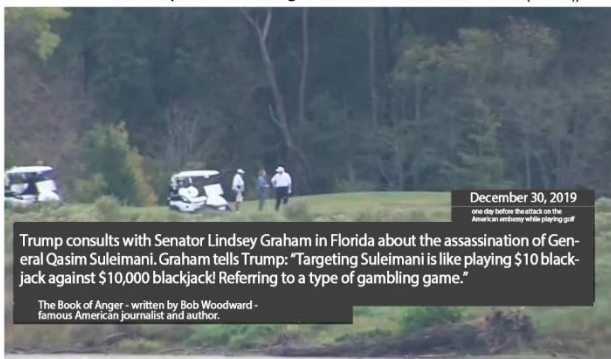 December 30, 2019
one day before the attack on the
American embessy while playing golf
Trump consults with Senator Lindsey Graham in Florida about the assassination of Gen-
eral Qasim Suleimani. Graham tells Trump: “Targeting Suleimani is like playing $10 black-
jack against $10,000 blackjack! Referring to a type of gambling game.”
The Book of Anger - written by Bob Woodward -
famous American journalist and author.